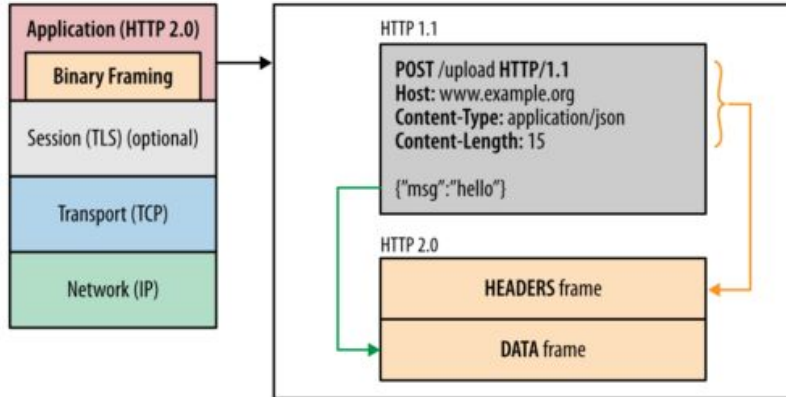 Application (HTTP 2.0)
Binary Framing
Session (TLS) (optional)
Transport (TCP)
Network (IP)
HTTP 1.1
POST /upload HTTP/1.1
Host: www.example.org
Content-Type: application/json
Content-Length: 15
{"msg":"hello"}
HTTP 2.0
HEADERS frame
DATA frame